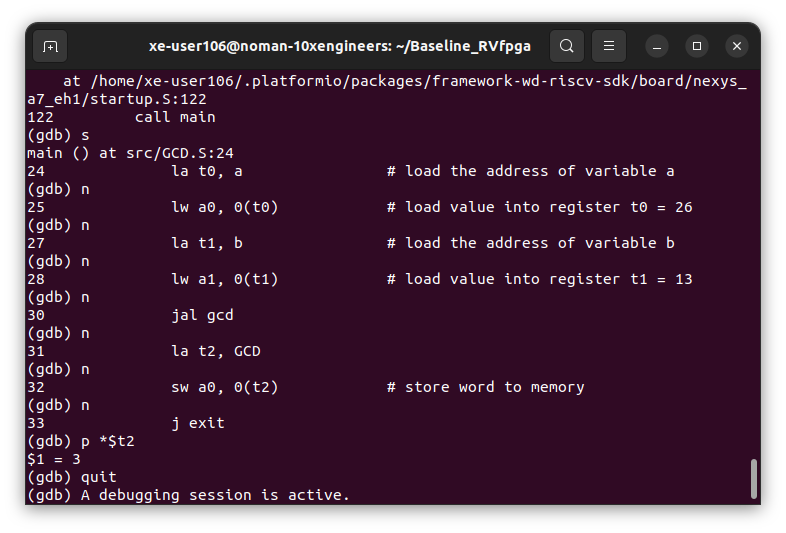 xe-user106@noman-10xengineers: ~/Baseline_RVfpga
    at /home/xe-user106/.platformio/packages/framework-wd-riscv-sdk/board/nexys_
a7_eh1/startup.S:122
122         call main
(gdb) s
main () at src/GCD.S:24
24              la t0, a                # load the address of variable a
(gdb) n
25              lw a0, 0(t0)            # load value into register t0 = 26
(gdb) n
27              la t1, b                # load the address of variable b
(gdb) n
28              lw a1, 0(t1)            # load value into register t1 = 13
(gdb) n
30              jal gcd
(gdb) n
31              la t2, GCD
(gdb) n
32              sw a0, 0(t2)            # store word to memory
(gdb) n
33              j exit
(gdb) p *$t2
$1 = 3
(gdb) quit
(gdb) A debugging session is active.